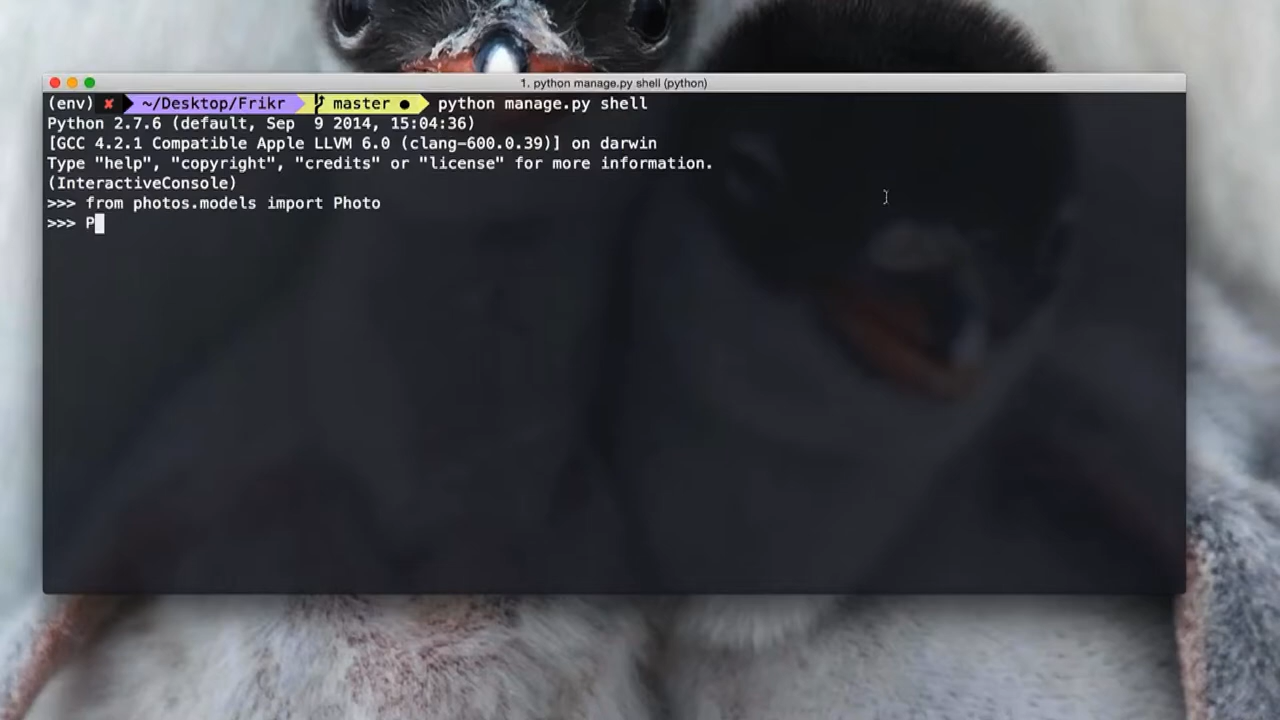 1. python manage.py shell (python)
(env) ✘ ~/Desktop/Frikr master ● python manage.py shell
Python 2.7.6 (default, Sep  9 2014, 15:04:36)
[GCC 4.2.1 Compatible Apple LLVM 6.0 (clang-600.0.39)] on darwin
Type "help", "copyright", "credits" or "license" for more information.
(InteractiveConsole)
>>> from photos.models import Photo
>>> P